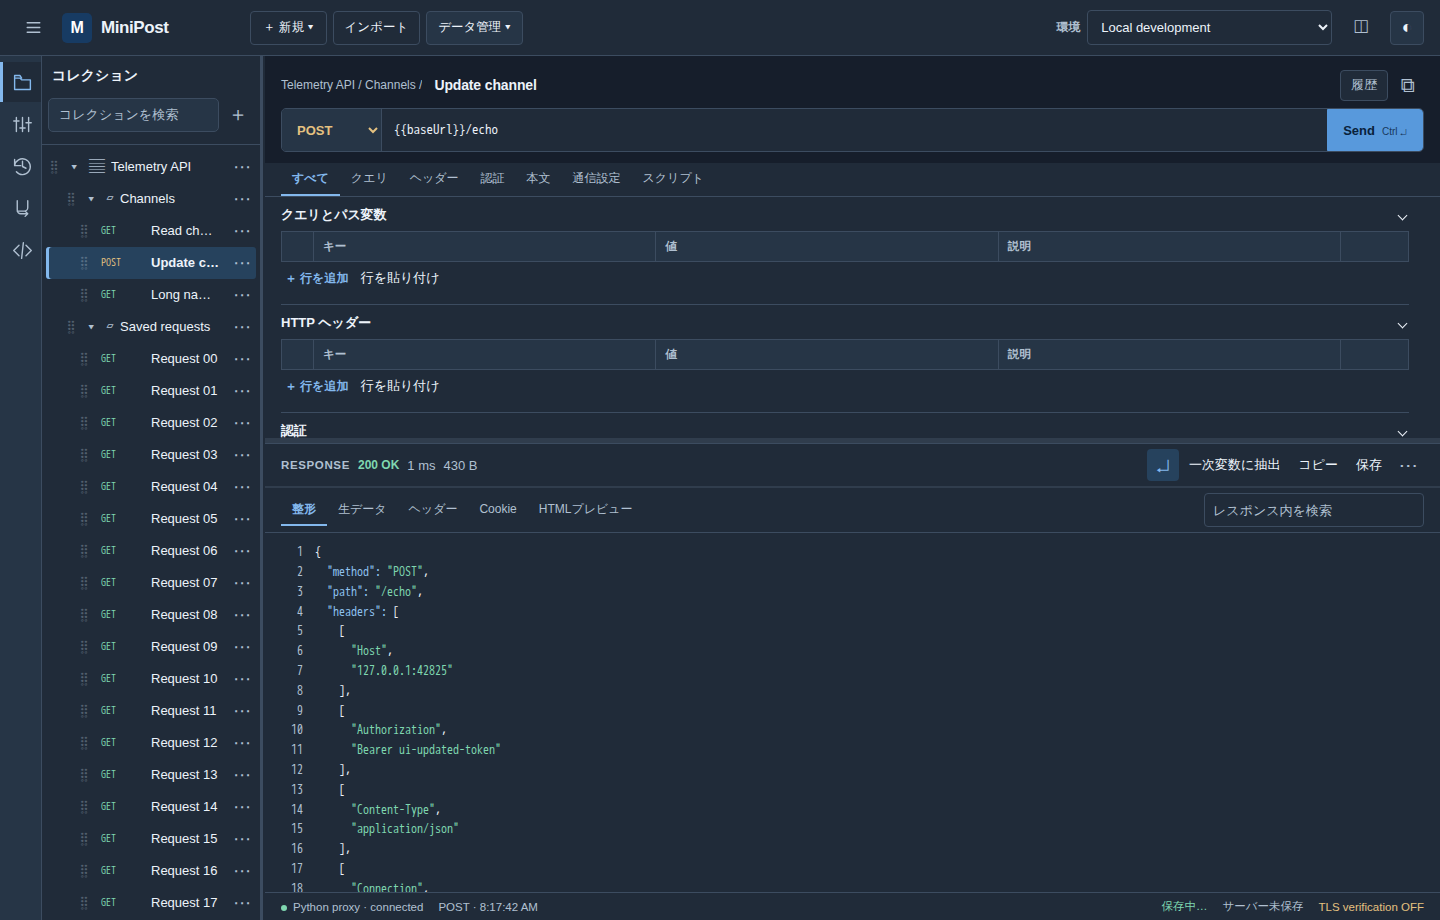 M MiniPost
＋ 新規 ▾ インポート データ管理 ▾
環境 Local development
コレクション
コレクションを検索 ＋
Telemetry API
Channels
GET Read ch…
POST Update c…
GET Long na…
Saved requests
GET Request 00
GET Request 01
GET Request 02
GET Request 03
GET Request 04
GET Request 05
GET Request 06
GET Request 07
GET Request 08
GET Request 09
GET Request 10
GET Request 11
GET Request 12
GET Request 13
GET Request 14
GET Request 15
GET Request 16
GET Request 17
Telemetry API / Channels / Update channel 履歴
POST {{baseUrl}}/echo Send Ctrl ⏎
すべて クエリ ヘッダー 認証 本文 通信設定 スクリプト
クエリとパス変数
キー 値 説明
+ 行を追加 行を貼り付け
HTTP ヘッダー
キー 値 説明
+ 行を追加 行を貼り付け
認証
RESPONSE 200 OK 1 ms 430 B 一次変数に抽出 コピー 保存 ···
整形 生データ ヘッダー Cookie HTMLプレビュー レスポンス内を検索
1 {
2 "method": "POST",
3 "path": "/echo",
4 "headers": [
5 [
6 "Host",
7 "127.0.0.1:42825"
8 ],
9 [
10 "Authorization",
11 "Bearer ui-updated-token"
12 ],
13 [
14 "Content-Type",
15 "application/json"
16 ],
17 [
18 "Connection",
Python proxy · connected POST · 8:17:42 AM 保存中… サーバー未保存 TLS verification OFF